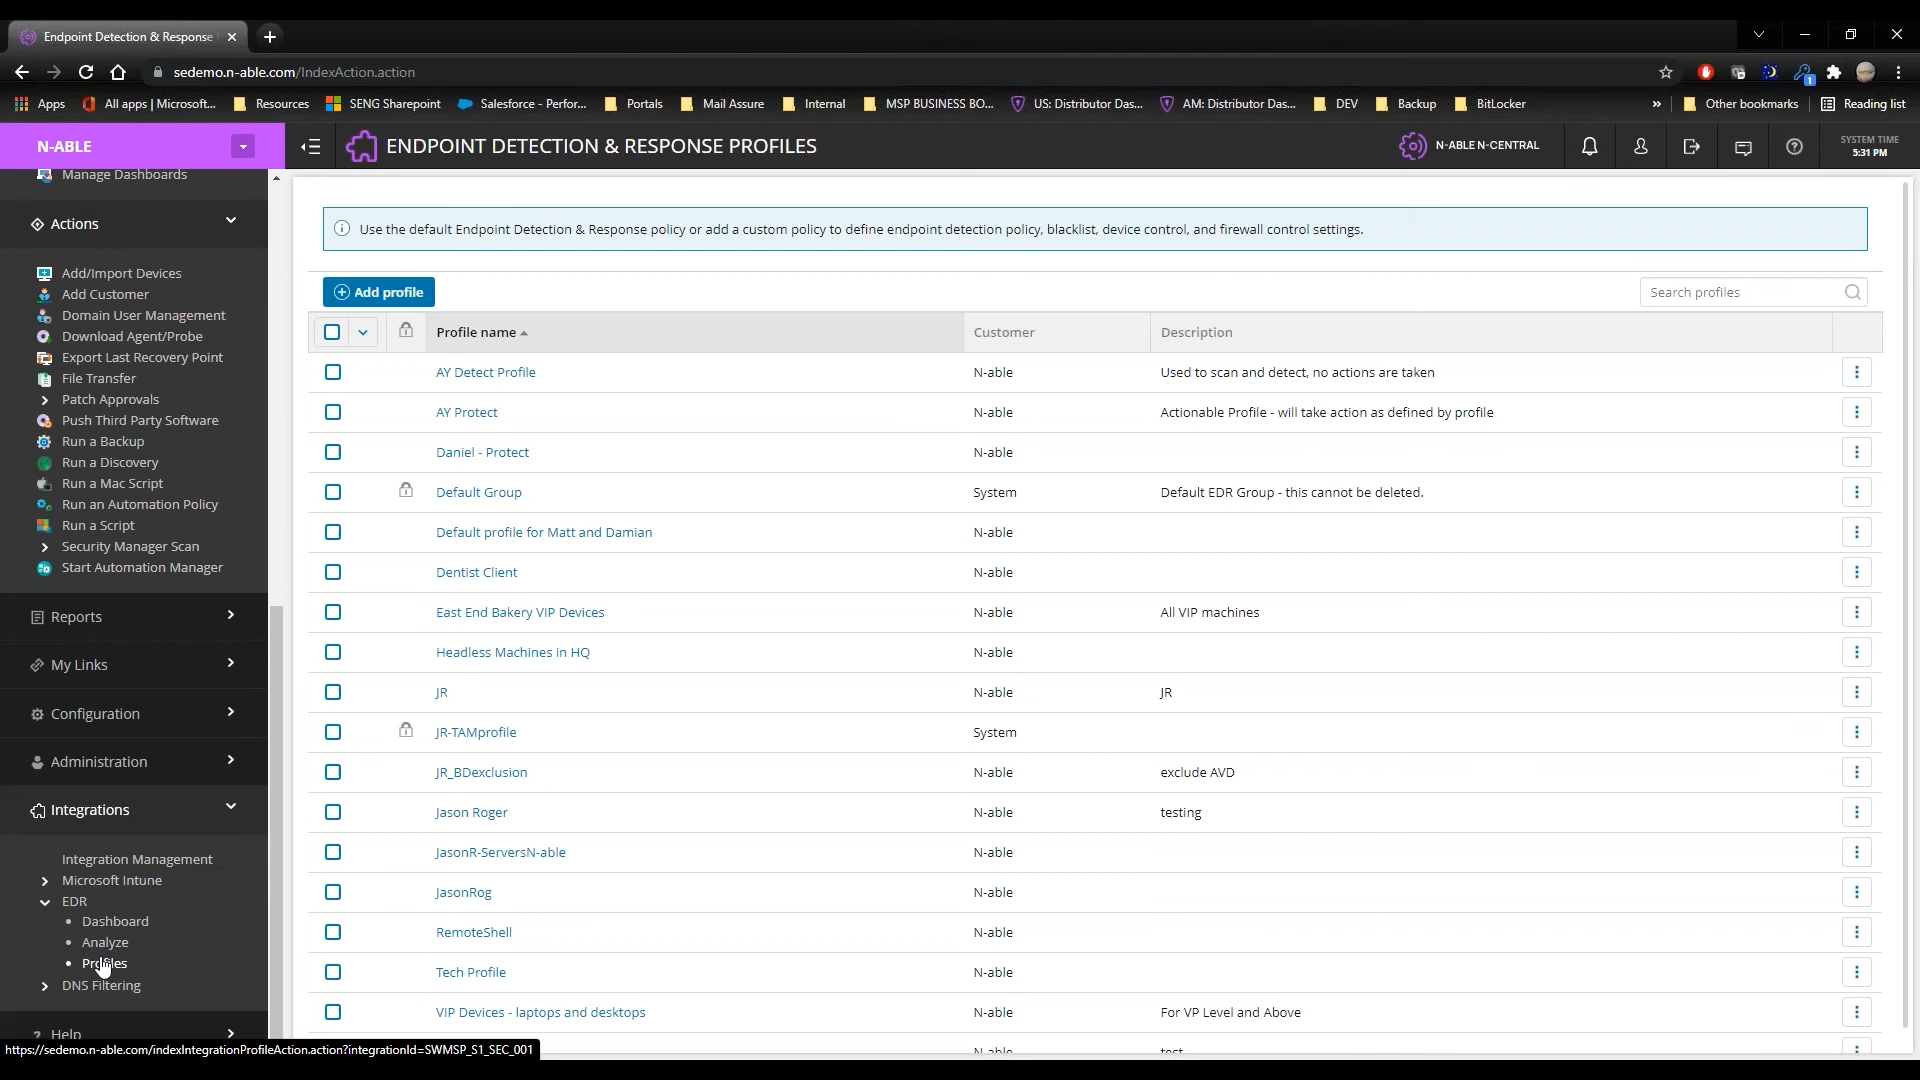 Endpoint Detection & Response
sedemo.n-able.com/IndexAction.action
1
Apps
All apps | Microsoft...
Resources
SENG Sharepoint
Salesforce - Perfor...
Portals
Mail Assure
Internal
MSP BUSINESS BO...
US: Distributor Das...
AM: Distributor Das...
DEV
Backup
BitLocker
»
Other bookmarks
Reading list
N-ABLE
ENDPOINT DETECTION & RESPONSE PROFILES
N-ABLE N-CENTRAL
SYSTEM TIME
5:31 PM
Manage Dashboards
Actions
Add/Import Devices
Add Customer
Domain User Management
Download Agent/Probe
Export Last Recovery Point
File Transfer
Patch Approvals
Push Third Party Software
Run a Backup
Run a Discovery
Run a Mac Script
Run an Automation Policy
Run a Script
Security Manager Scan
Start Automation Manager
Reports
My Links
Configuration
Administration
Integrations
Integration Management
Microsoft Intune
EDR
Dashboard
Analyze
Profiles
DNS Filtering
Help
https://sedemo.n-able.com/indexIntegrationProfileAction.action?integrationId=SWMSP_S1_SEC_001
Use the default Endpoint Detection & Response policy or add a custom policy to define endpoint detection policy, blacklist, device control, and firewall control settings.
Add profile
Search profiles
Profile name Customer Description
AY Detect Profile N-able Used to scan and detect, no actions are taken
AY Protect N-able Actionable Profile - will take action as defined by profile
Daniel - Protect N-able
Default Group System Default EDR Group - this cannot be deleted.
Default profile for Matt and Damian N-able
Dentist Client N-able
East End Bakery VIP Devices N-able All VIP machines
Headless Machines in HQ N-able
JR N-able JR
JR-TAMprofile System
JR_BDexclusion N-able exclude AVD
Jason Roger N-able testing
JasonR-ServersN-able N-able
JasonRog N-able
RemoteShell N-able
Tech Profile N-able
VIP Devices - laptops and desktops N-able For VP Level and Above
N-able test